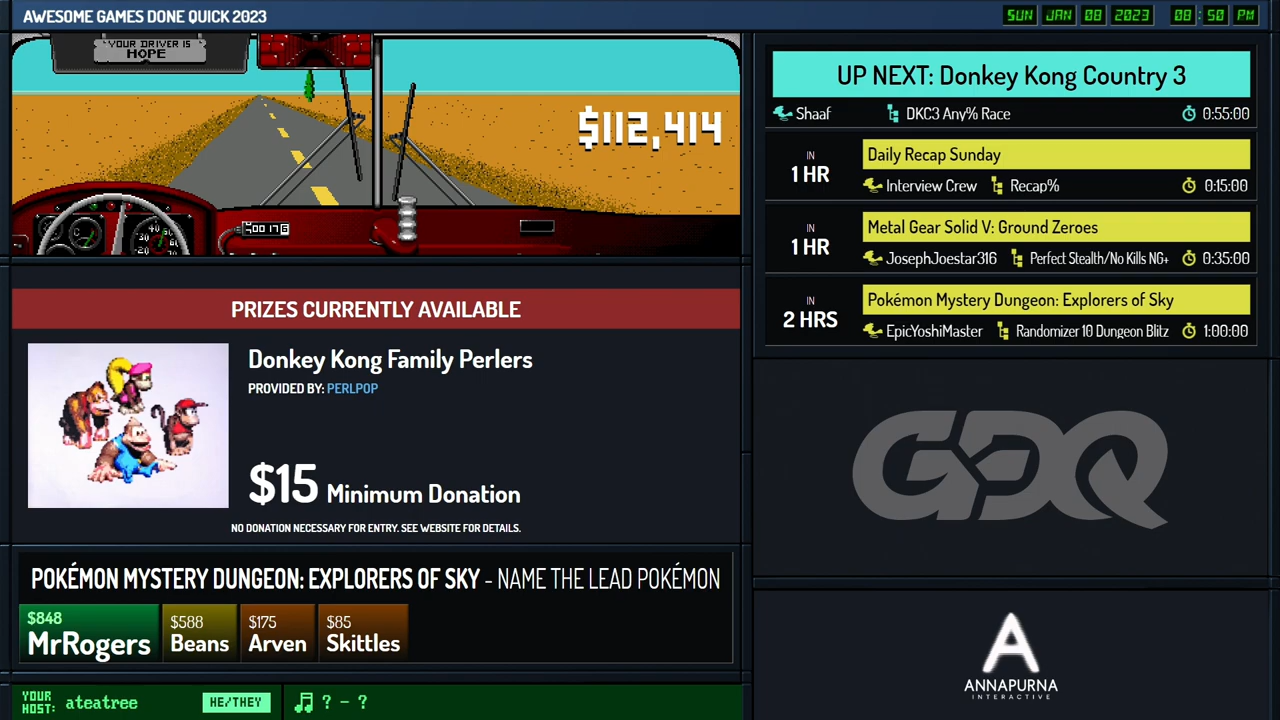 AWESOME GAMES DONE QUICK 2023
SUN JAN 08 2023 08:50 PM
YOUR DRIVER IS
HOPE
$112,414
PRIZES CURRENTLY AVAILABLE
Donkey Kong Family Perlers
PROVIDED BY: PERLPOP
$15 Minimum Donation
NO DONATION NECESSARY FOR ENTRY. SEE WEBSITE FOR DETAILS.
POKÉMON MYSTERY DUNGEON: EXPLORERS OF SKY - NAME THE LEAD POKÉMON
$848
MrRogers
$588
Beans
$175
Arven
$85
Skittles
YOUR HOST: ateatree HE/THEY ? - ?
UP NEXT: Donkey Kong Country 3
Shaaf DKC3 Any% Race 0:55:00
IN
1 HR
Daily Recap Sunday
Interview Crew Recap% 0:15:00
IN
1 HR
Metal Gear Solid V: Ground Zeroes
JosephJoestar316 Perfect Stealth/No Kills NG+ 0:35:00
IN
2 HRS
Pokémon Mystery Dungeon: Explorers of Sky
EpicYoshiMaster Randomizer 10 Dungeon Blitz 1:00:00
GDQ
ANNAPURNA
INTERACTIVE